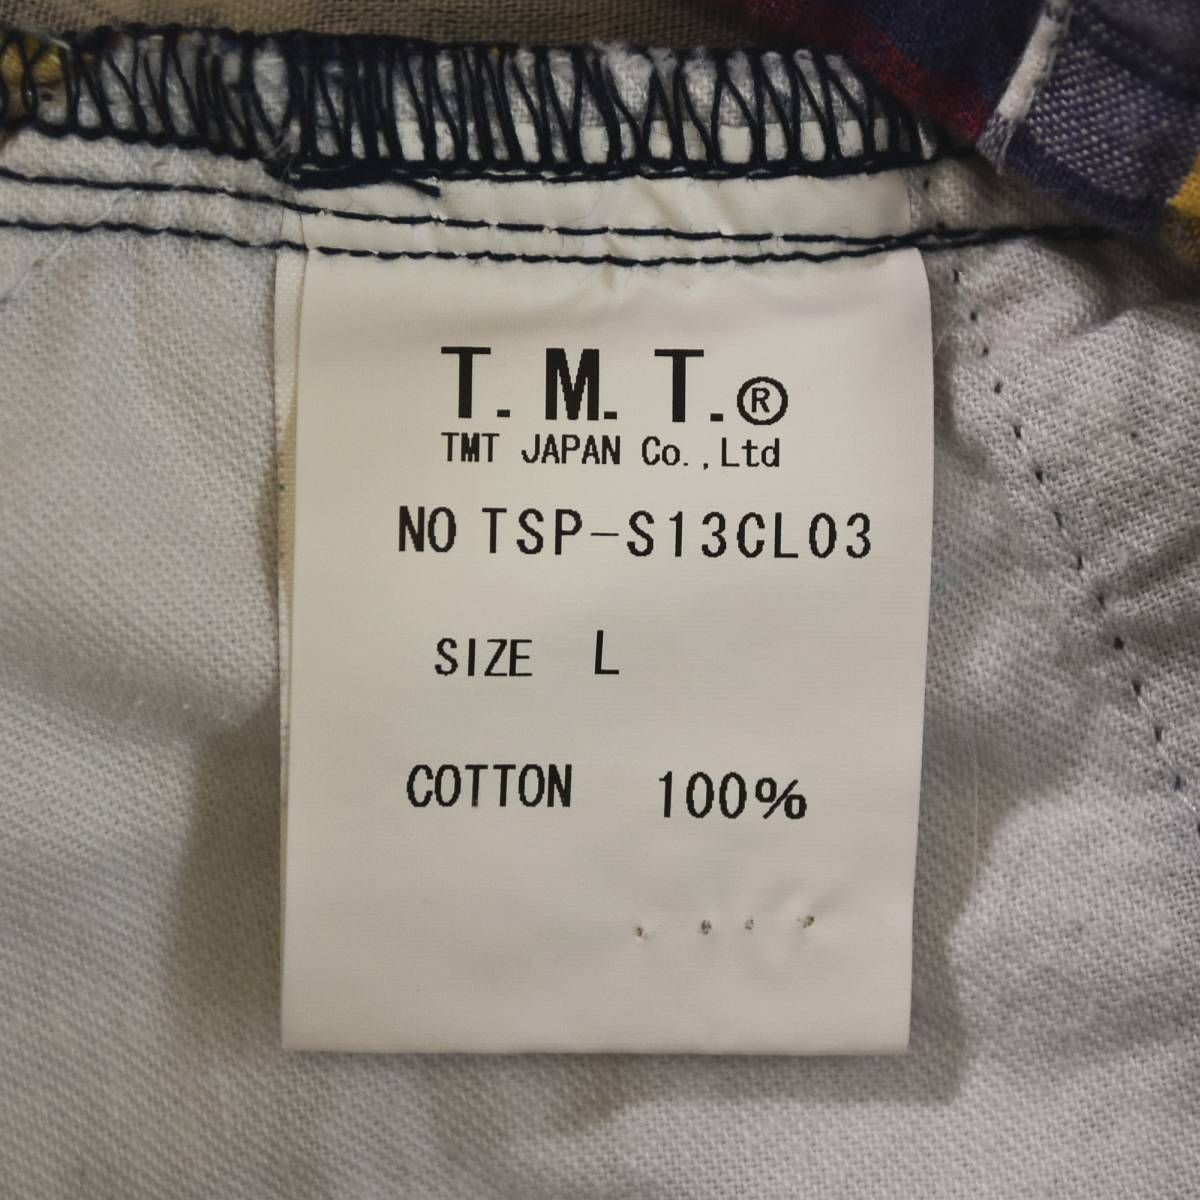 T.M.T.®
TMT JAPAN Co.,Ltd
NO TSP-S13CL03
SIZE L
COTTON 100%